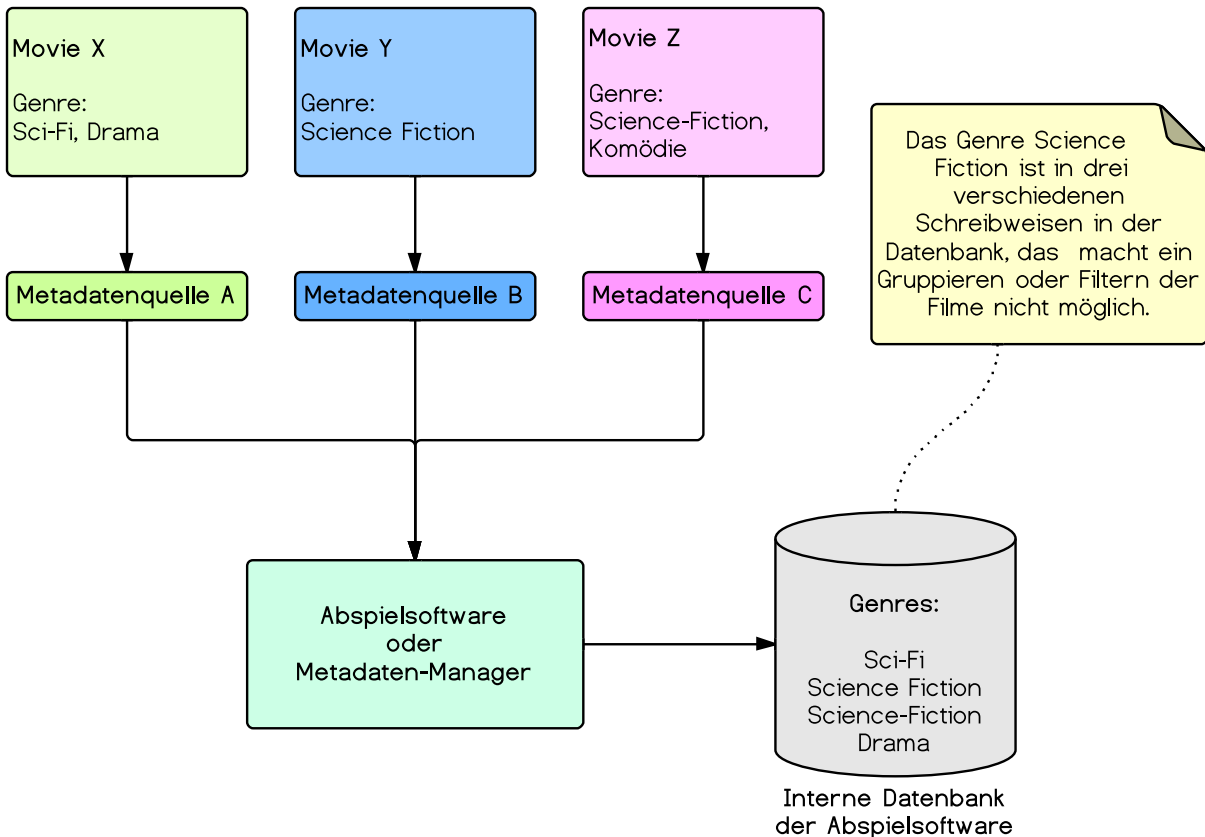 Movie X
Genre:
Sci-Fi, Drama
Movie Y
Genre:
Science Fiction
Movie Z
Genre:
Science-Fiction,
Komödie
Das Genre Science
Fiction ist in drei
verschiedenen
Schreibweisen in der
Datenbank, das  macht ein
Gruppieren oder Filtern der
Filme nicht möglich.
Metadatenquelle A
Metadatenquelle B
Metadatenquelle C
Abspielsoftware
oder
Metadaten-Manager
Genres:
Sci-Fi
Science Fiction
Science-Fiction
Drama
Interne Datenbank
der Abspielsoftware